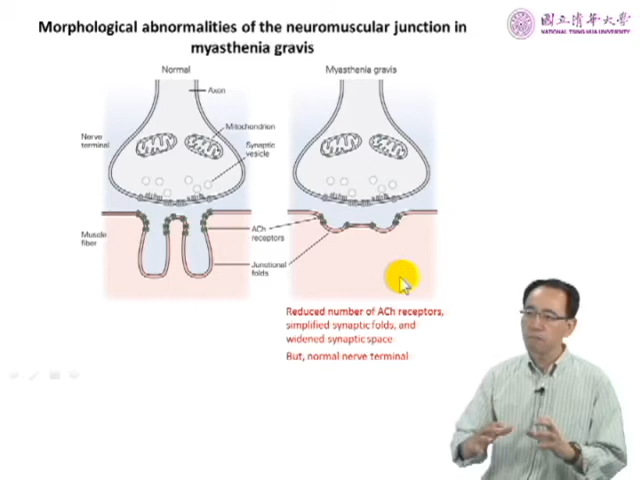 Morphological abnormalities of the neuromuscular junction in
myasthenia gravis
國立清華大學
NATIONAL TSING HUA UNIVERSITY
Normal
Myasthenia gravis
Axon
Mitochondrion
Nerve
terminal
Synaptic
vesicle
ACh
receptors
Muscle
fiber
Junctional
folds
Reduced number of ACh receptors,
simplified synaptic folds, and
widened synaptic space
But, normal nerve terminal